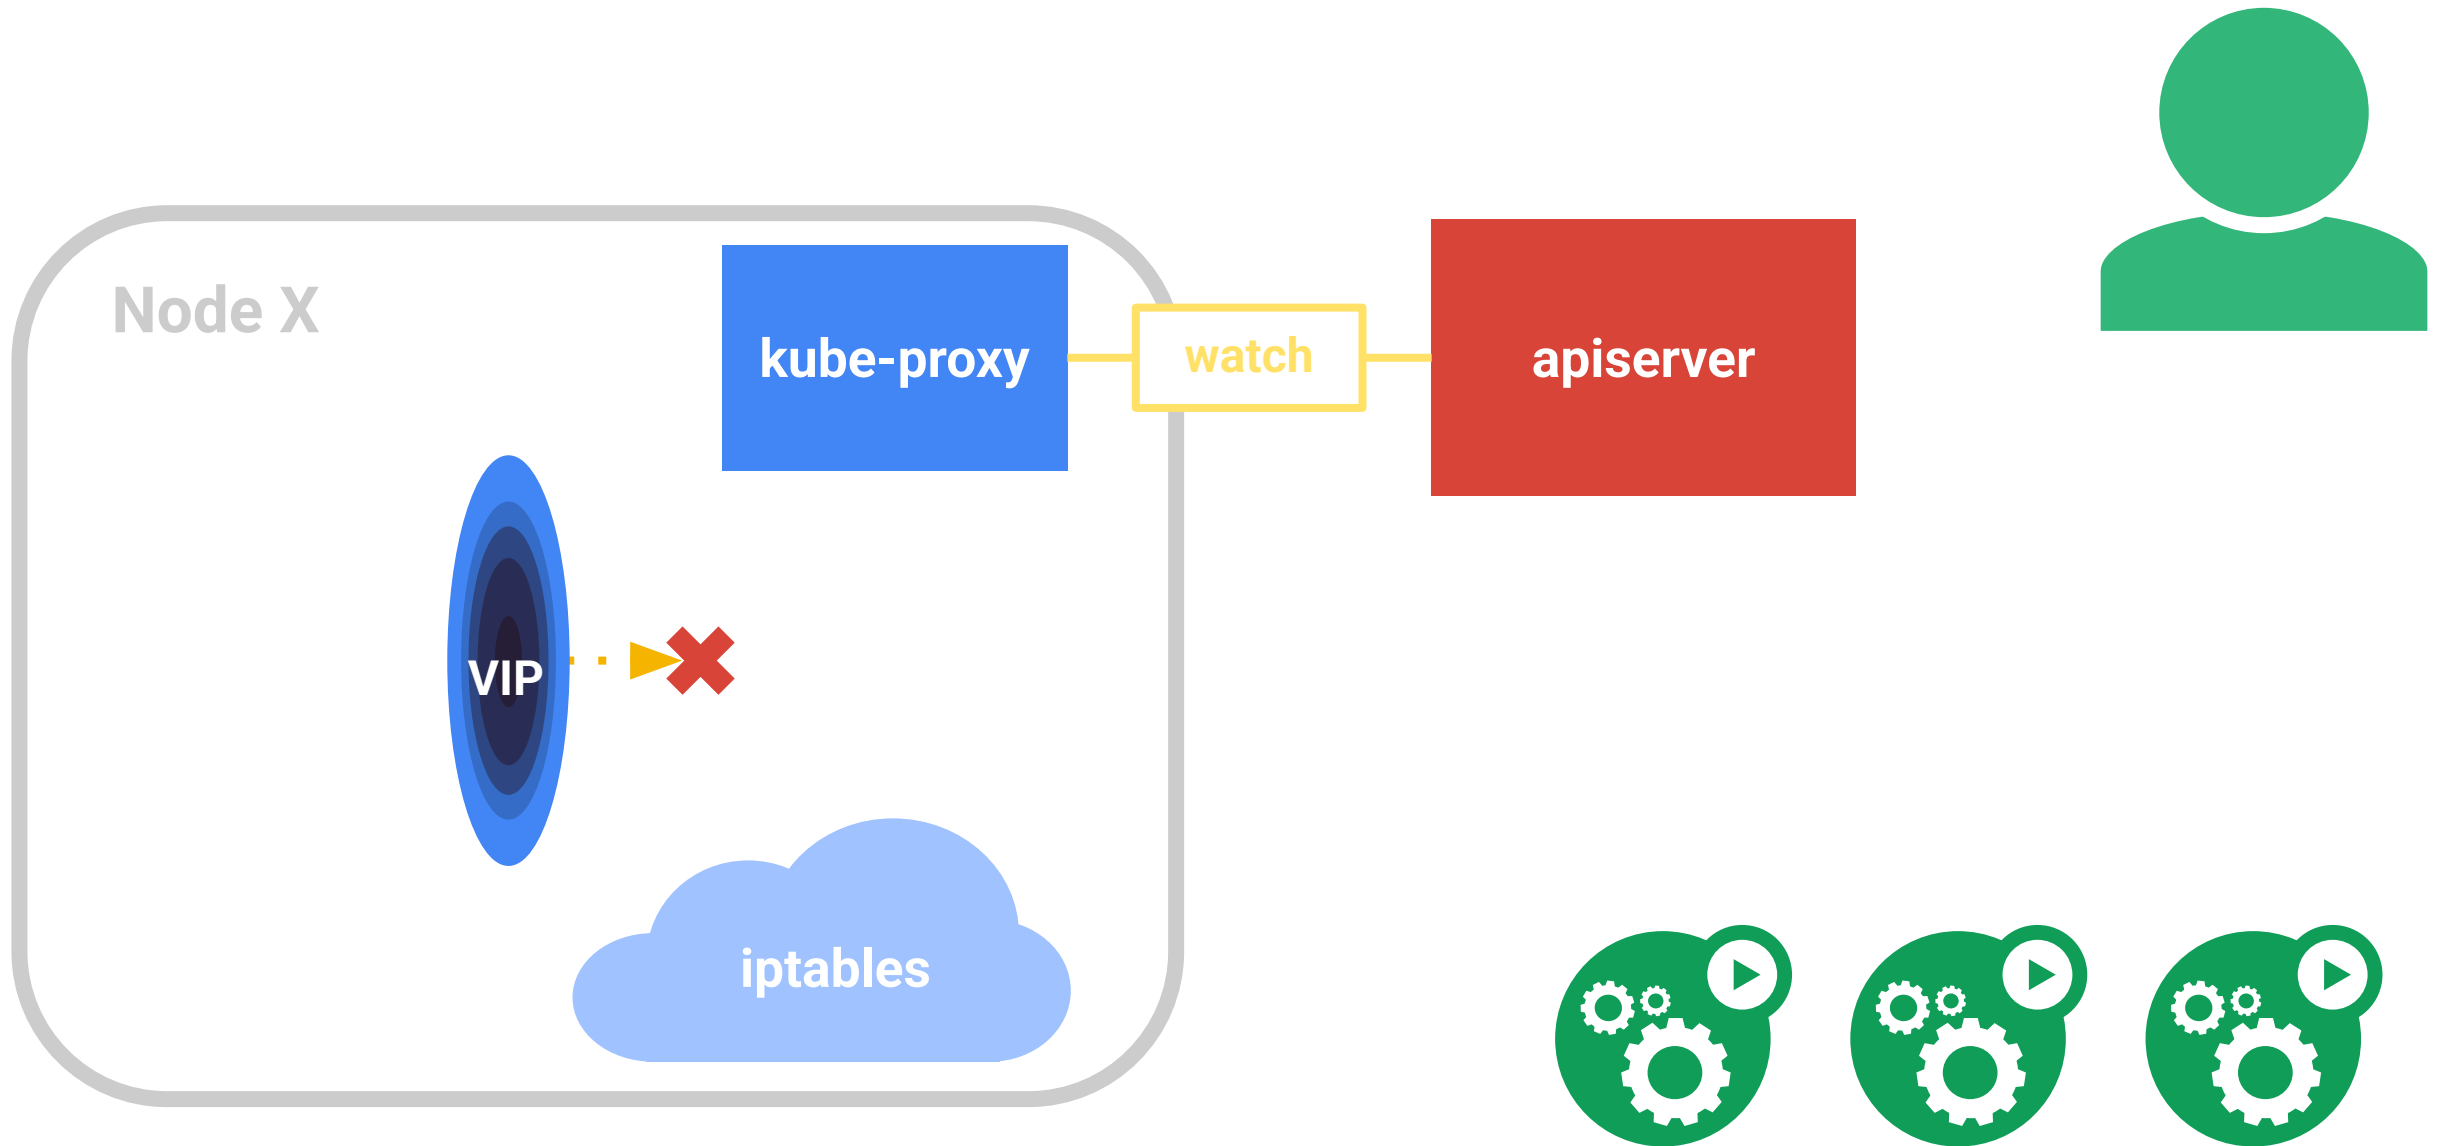 Node X
kube-proxy
watch
apiserver
VIP
iptables